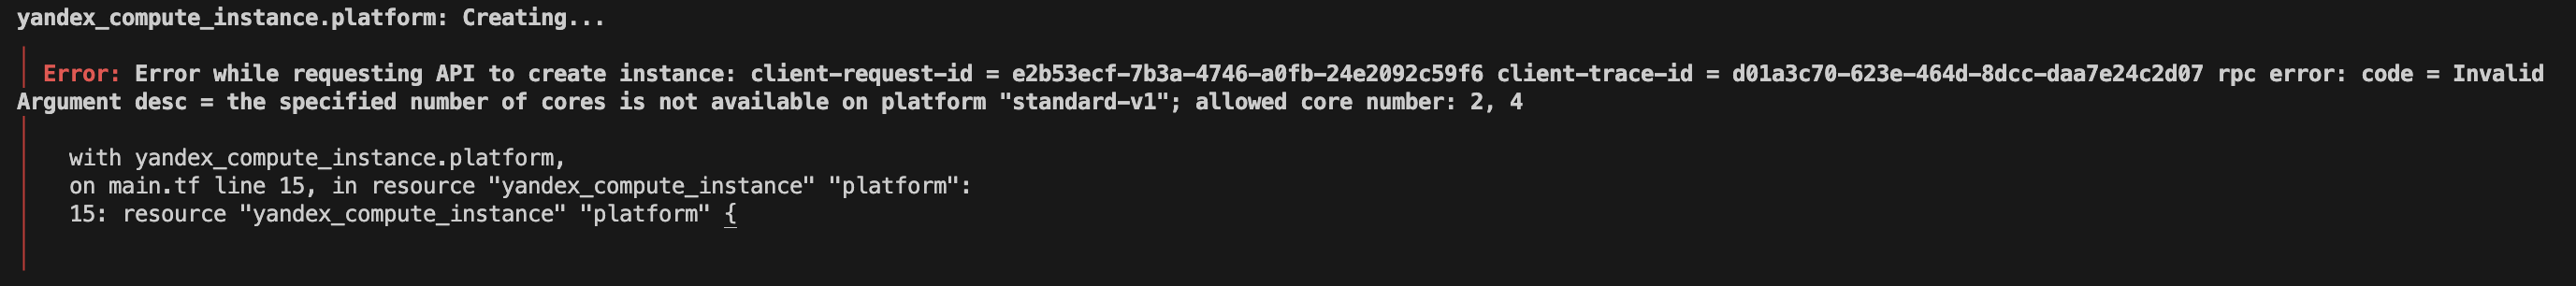 yandex_compute_instance.platform: Creating...
Error: Error while requesting API to create instance: client-request-id = e2b53ecf-7b3a-4746-a0fb-24e2092c59f6 client-trace-id = d01a3c70-623e-464d-8dcc-daa7e24c2d07 rpc error: code = Invalid
Argument desc = the specified number of cores is not available on platform "standard-v1"; allowed core number: 2, 4
with yandex_compute_instance.platform,
on main.tf line 15, in resource "yandex_compute_instance" "platform":
15: resource "yandex_compute_instance" "platform" {